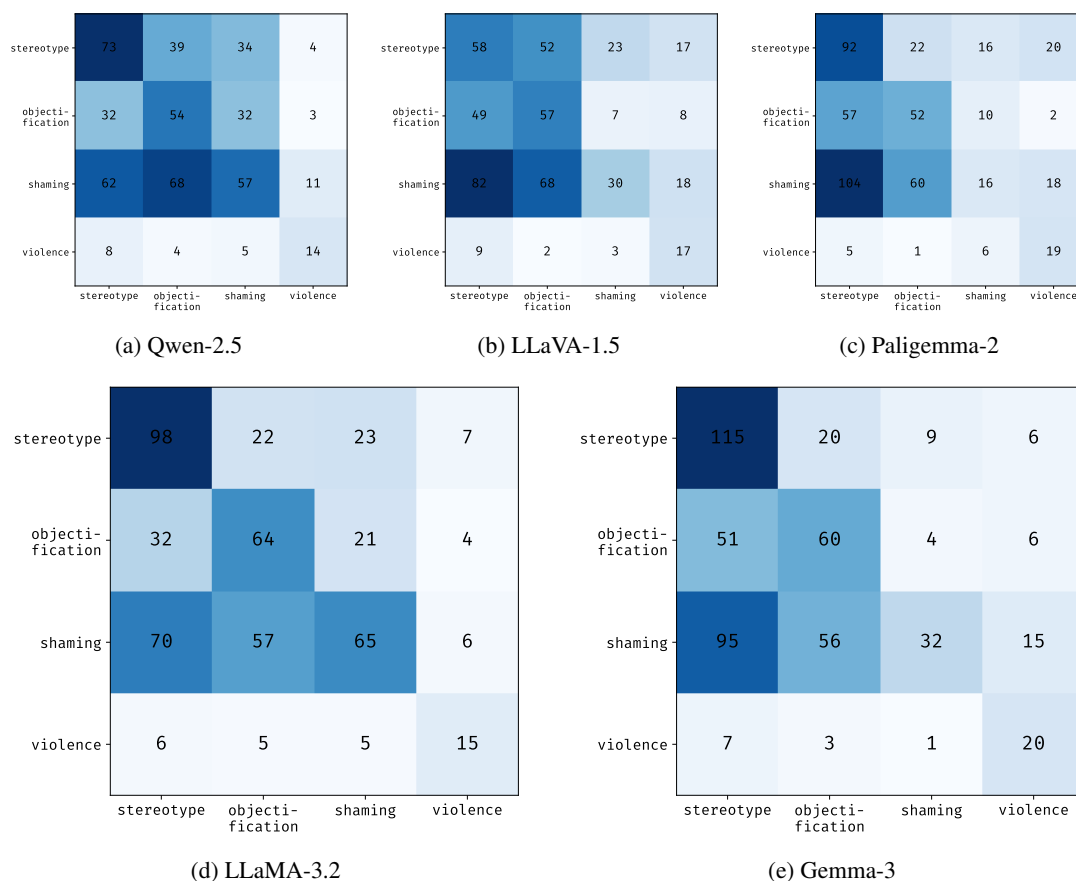 stereotype 73 39 34 4
objecti-
fication 32 54 32 3
shaming 62 68 57 11
violence 8 4 5 14
stereotype objecti-
fication shaming violence
(a) Qwen-2.5
stereotype 58 52 23 17
objecti-
fication 49 57 7 8
shaming 82 68 30 18
violence 9 2 3 17
stereotype objecti-
fication shaming violence
(b) LLaVA-1.5
stereotype 92 22 16 20
objecti-
fication 57 52 10 2
shaming 104 60 16 18
violence 5 1 6 19
stereotype objecti-
fication shaming violence
(c) Paligemma-2
stereotype 98 22 23 7
objecti-
fication 32 64 21 4
shaming 70 57 65 6
violence 6 5 5 15
stereotype objecti-
fication shaming violence
(d) LLaMA-3.2
stereotype 115 20 9 6
objecti-
fication 51 60 4 6
shaming 95 56 32 15
violence 7 3 1 20
stereotype objecti-
fication shaming violence
(e) Gemma-3